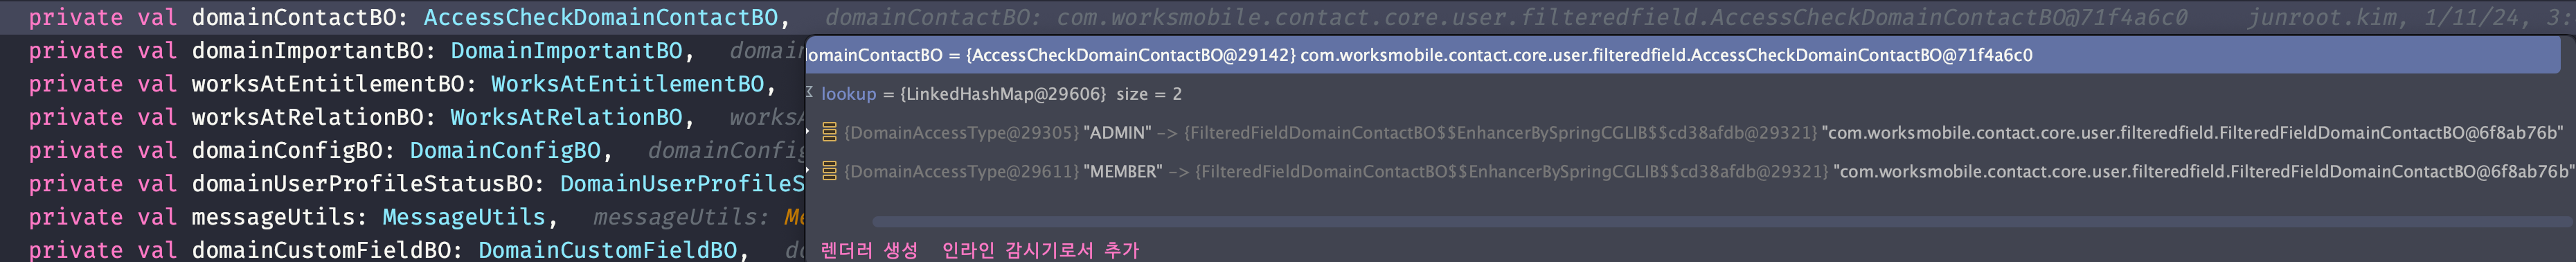 private val domainContactBO: AccessCheckDomainContactBO, domainContactBO: com.worksmobile.contact.core.user.filteredfield.AccessCheckDomainContactBO@71f4a6c0 junroot.kim, 1/11/24, 3:
private val domainImportantBO: DomainImportantBO, domain
omainContactBO = {AccessCheckDomainContactBO@29142} com.worksmobile.contact.core.user.filteredfield.AccessCheckDomainContactBO@71f4a6c0
private val worksAtEntitlementBO: WorksAtEntitlementBO,
lookup = {LinkedHashMap@29606} size = 2
private val worksAtRelationBO: WorksAtRelationBO, worksA
{DomainAccessType@29305} "ADMIN" -> {FilteredFieldDomainContactBO$$EnhancerBySpringCGLIB$$cd38afdb@29321} "com.worksmobile.contact.core.user.filteredfield.FilteredFieldDomainContactBO@6f8ab76b"
private val domainConfigBO: DomainConfigBO, domainConfig
{DomainAccessType@29611} "MEMBER" -> {FilteredFieldDomainContactBO$$EnhancerBySpringCGLIB$$cd38afdb@29321} "com.worksmobile.contact.core.user.filteredfield.FilteredFieldDomainContactBO@6f8ab76b"
private val domainUserProfileStatusBO: DomainUserProfileS
private val messageUtils: MessageUtils, messageUtils: Me
private val domainCustomFieldBO: DomainCustomFieldBO, do
렌더러 생성 인라인 감시기로서 추가